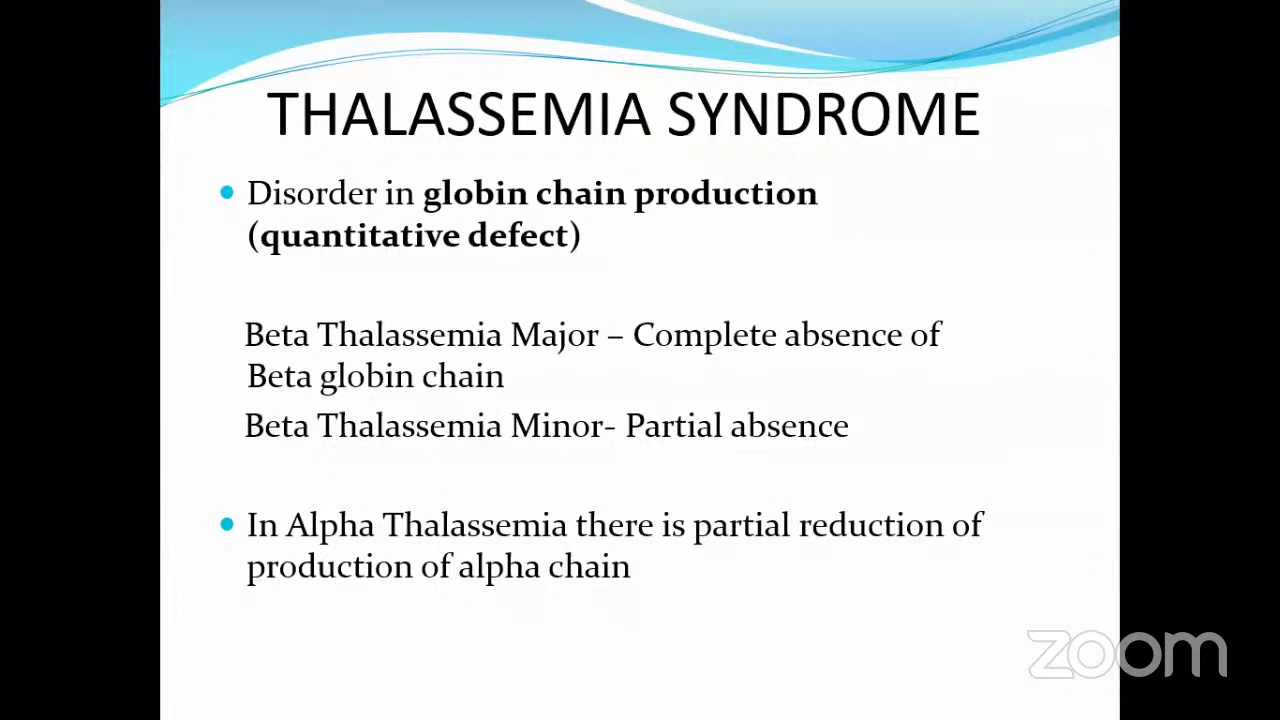 THALASSEMIA SYNDROME
Disorder in globin chain production
(quantitative defect)
Beta Thalassemia Major – Complete absence of
Beta globin chain
Beta Thalassemia Minor- Partial absence
In Alpha Thalassemia there is partial reduction of
production of alpha chain
zoom